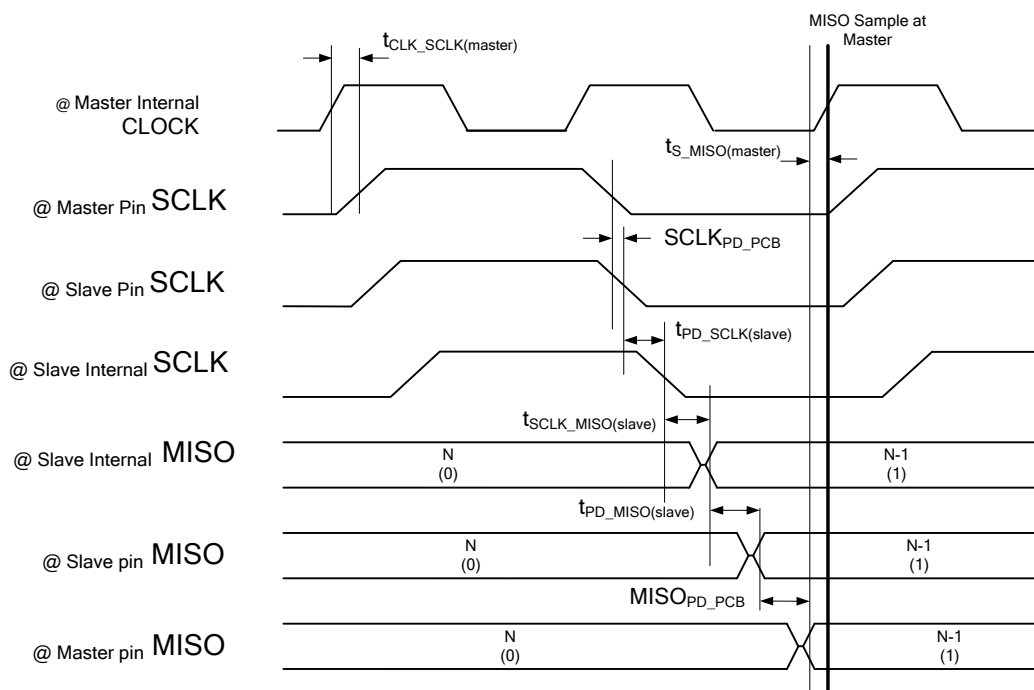 MISO Sample at
Master
tCLK_SCLK(master)
@ Master Internal
CLOCK
tS_MISO(master)
@ Master Pin SCLK
SCLKPD_PCB
@ Slave Pin SCLK
tPD_SCLK(slave)
@ Slave Internal SCLK
tSCLK_MISO(slave)
@ Slave Internal MISO
N
(0)
N-1
(1)
tPD_MISO(slave)
@ Slave pin MISO
N
(0)
N-1
(1)
MISOPD_PCB
@ Master pin MISO
N
(0)
N-1
(1)